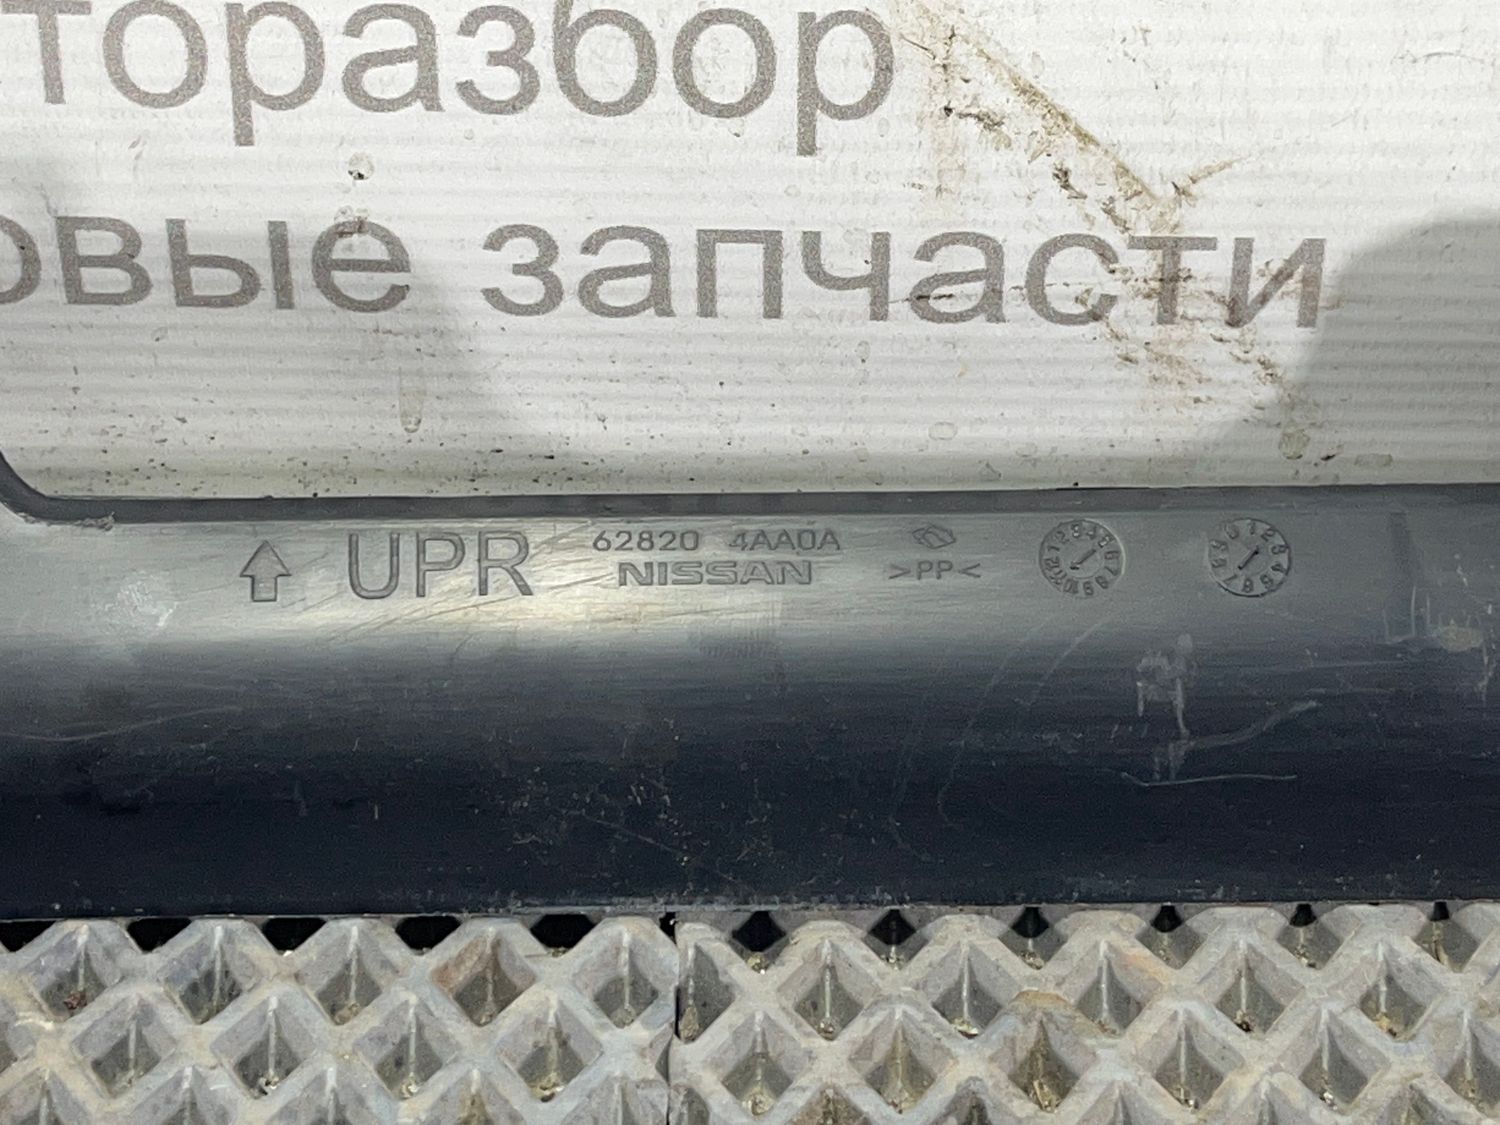 торазбор
овые запчасти
UPR 62820 4AA0A
NISSAN >PP<